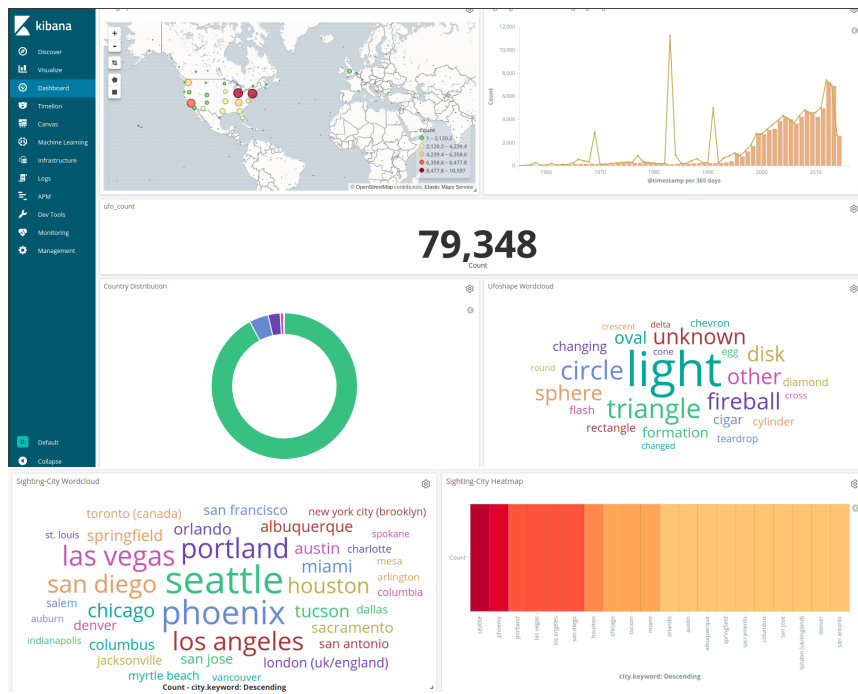 kibana
Discover
Visualize
Dashboard
Timelion
Canvas
Machine Learning
Infrastructure
Logs
APM
Dev Tools
Monitoring
Management
D Default
Collapse
+
-
Count
1 – 2,120.2
2,120.2 – 4,239.4
4,239.4 – 6,358.6
6,358.6 – 8,477.8
8,477.8 – 10,597
© OpenStreetMap contributors, Elastic Maps Service
12,000
10,000
8,000
6,000
4,000
2,000
0
Count
1960 1970 1980 1990 2000 2010
@timestamp per 365 days
ufo_count
79,348
Count
Country Distribution
Ufoshape Wordcloud
crescent delta chevron
oval unknown
changing cone egg disk
round circle light other diamond
sphere fireball cross
flash triangle cigar cylinder
rectangle formation teardrop
changed
Sighting-City Wordcloud
toronto (canada) san francisco new york city (brooklyn)
st. louis springfield orlando albuquerque spokane
las vegas portland austin charlotte
miami mesa
san diego seattle houston arlington
columbia
salem chicago phoenix tucson dallas
auburn denver sacramento
indianapolis columbus los angeles san antonio
jacksonville san jose london (uk/england)
myrtle beach vancouver
Count - city.keyword: Descending
Sighting-City Heatmap
Count
seattle
phoenix
portland
las vegas
los angeles
san diego
houston
chicago
tucson
miami
orlando
austin
albuquerque
springfield
sacramento
columbus
san jose
london (uk/england)
denver
san antonio
city.keyword: Descending